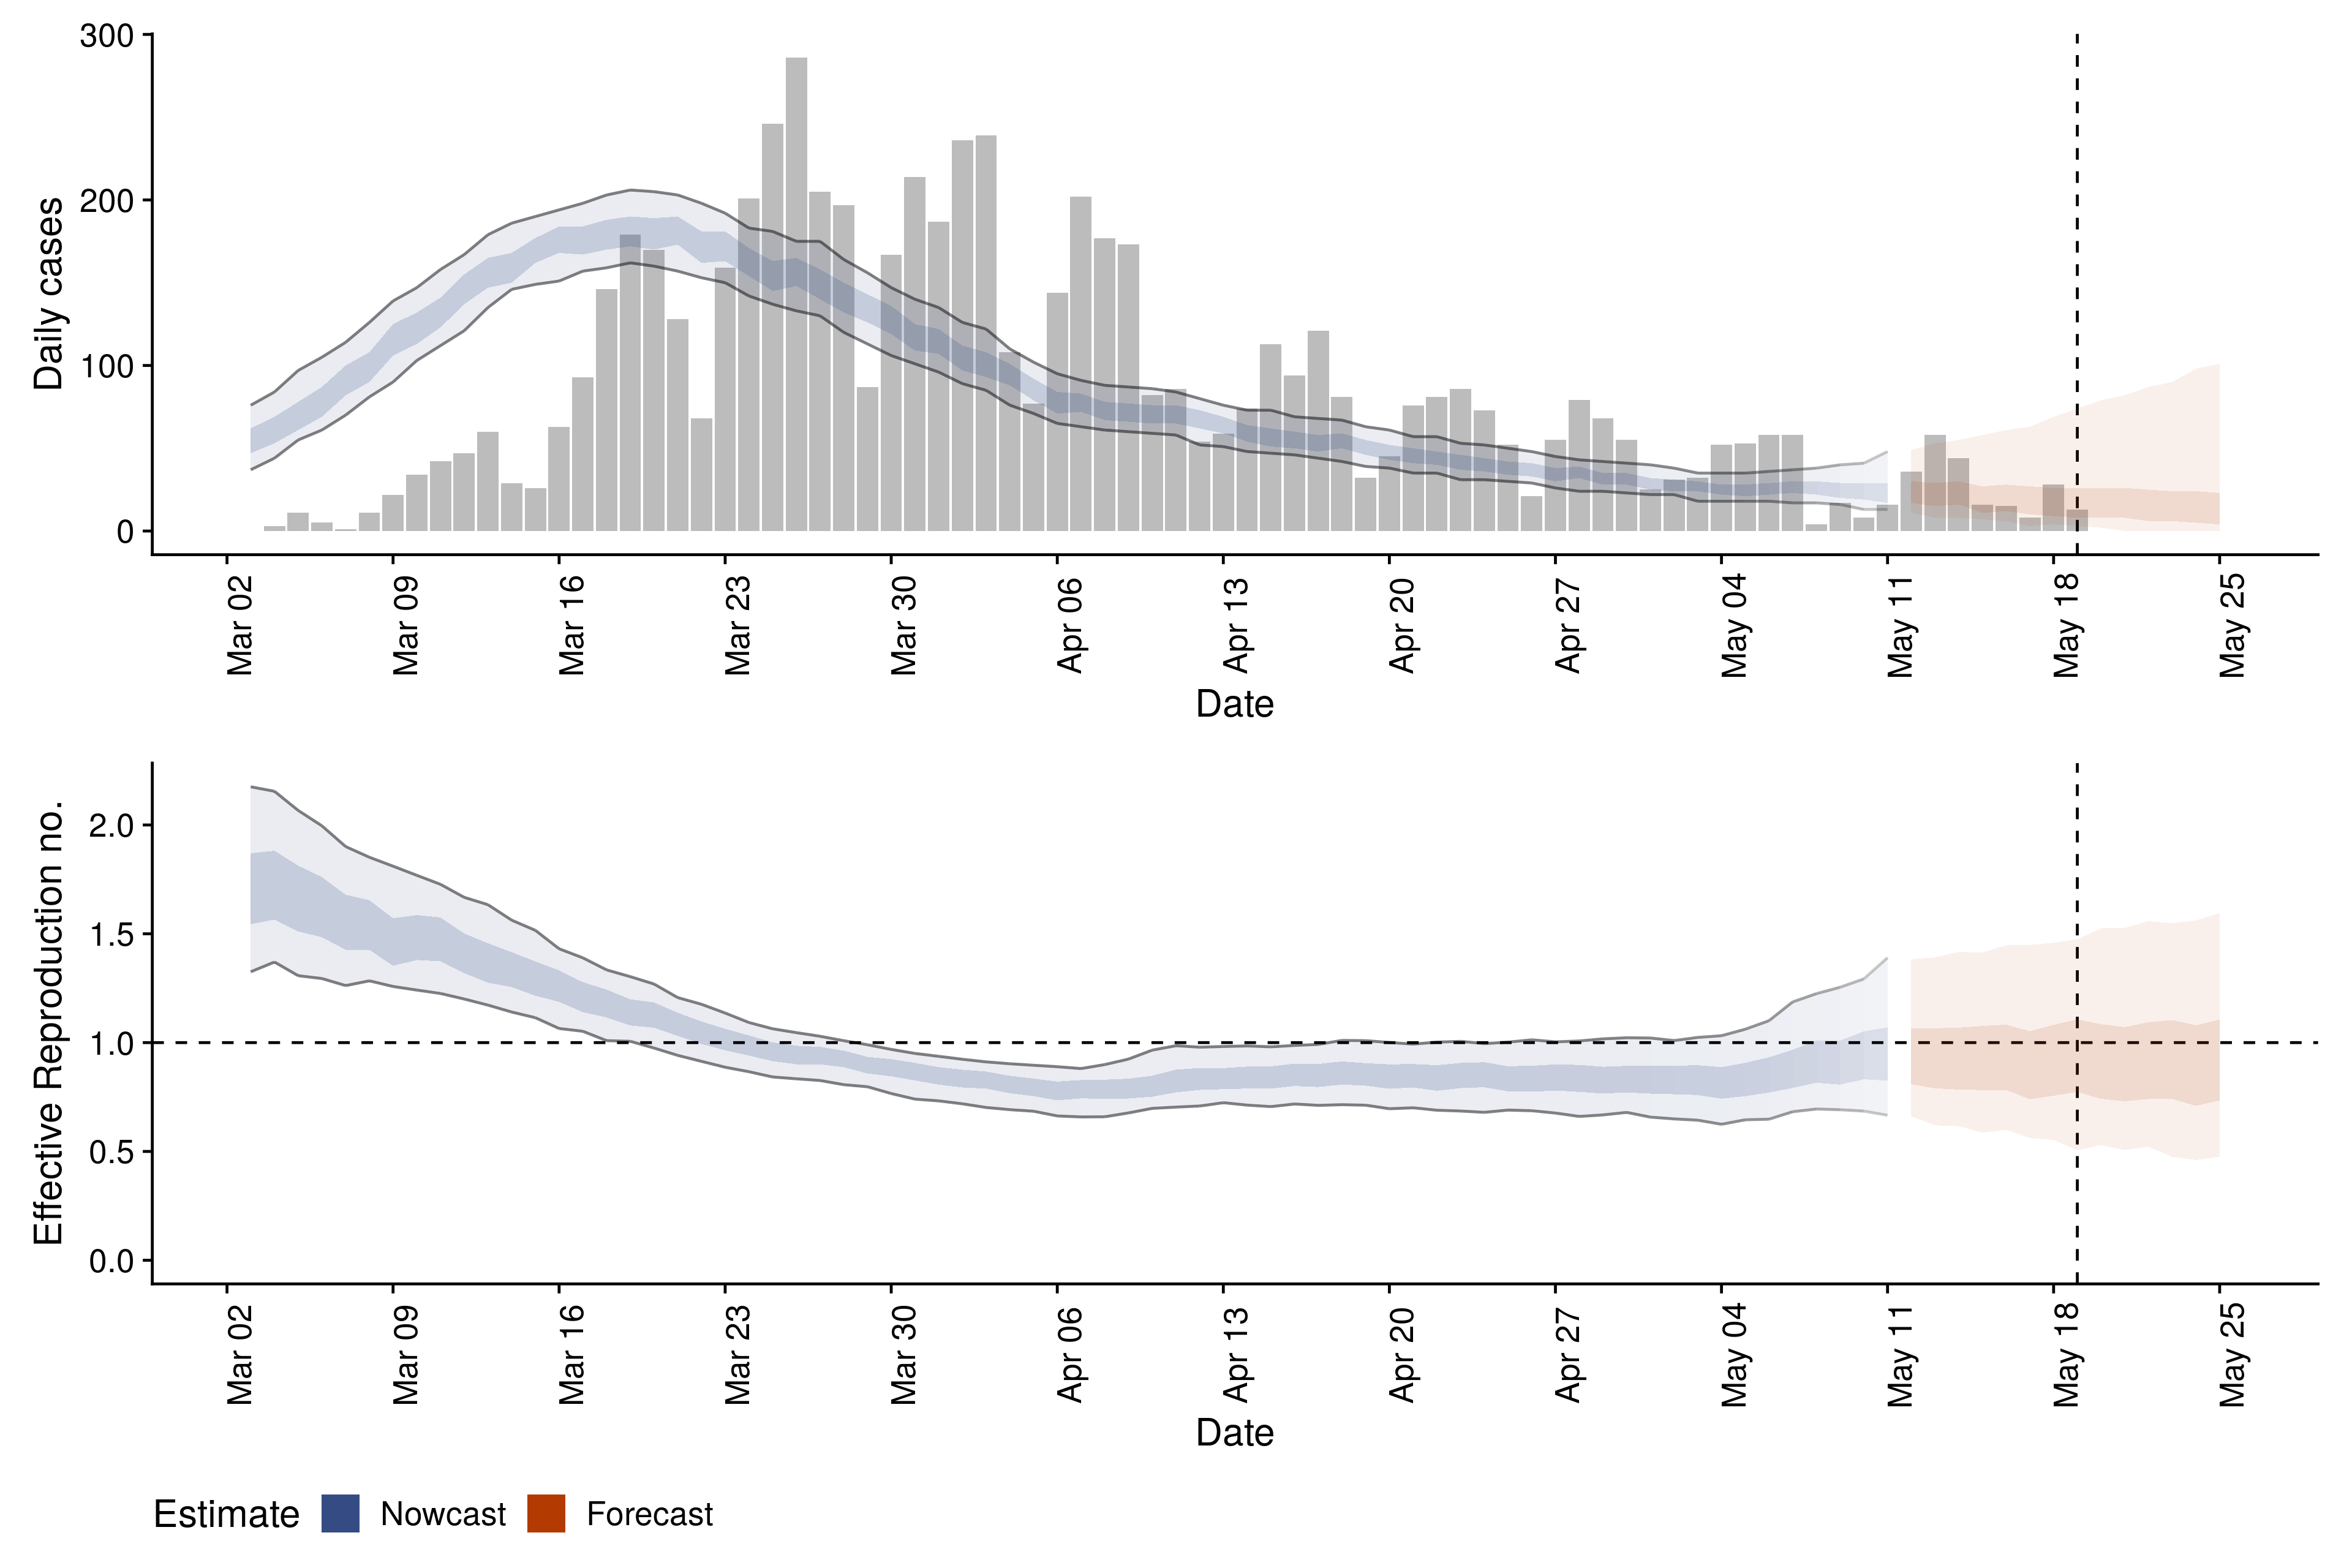 300
200
100
0
Daily cases
Mar 02 Mar 09 Mar 16 Mar 23 Mar 30 Apr 06 Apr 13 Apr 20 Apr 27 May 04 May 11 May 18 May 25
Date
2.0
1.5
1.0
0.5
0.0
Effective Reproduction no.
Mar 02 Mar 09 Mar 16 Mar 23 Mar 30 Apr 06 Apr 13 Apr 20 Apr 27 May 04 May 11 May 18 May 25
Date
Estimate Nowcast Forecast